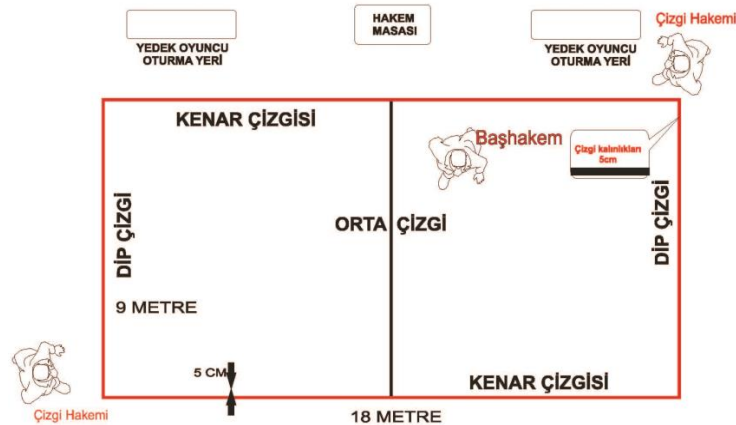 HAKEM
MASASI
YEDEK OYUNCU
OTURMA YERİ
YEDEK OYUNCU
OTURMA YERİ
Çizgi Hakemi
KENAR ÇİZGİSİ
Başhakem
Çizgi kalınlıkları
5cm
DİP ÇİZGİ
ORTA ÇİZGİ
DİP ÇİZGİ
9 METRE
5 CM
KENAR ÇİZGİSİ
Çizgi Hakemi
18 METRE